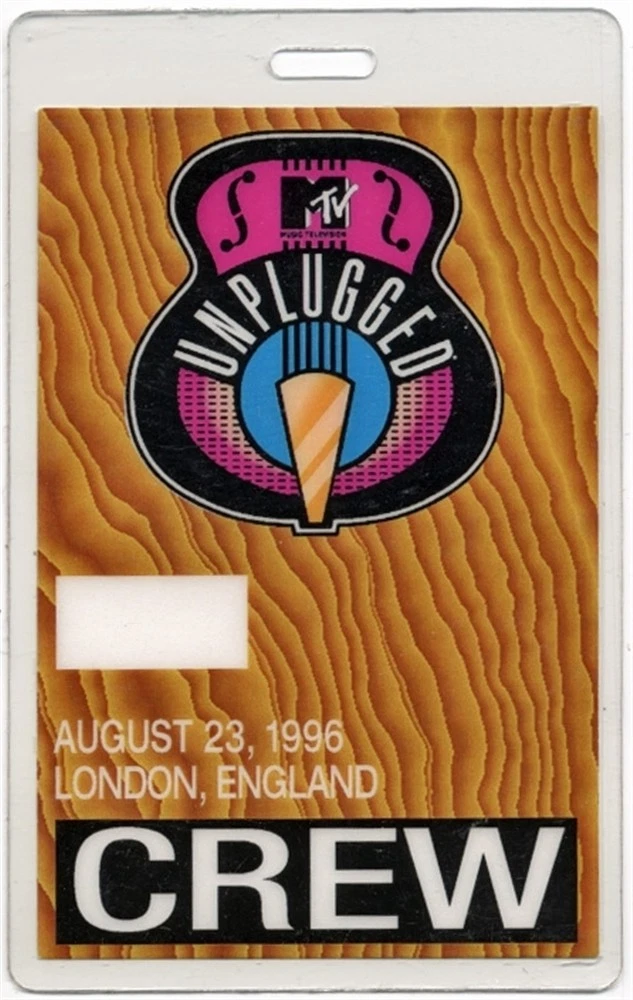 MTV
MUSIC TELEVISION
UNPLUGGED
AUGUST 23, 1996
LONDON, ENGLAND
CREW